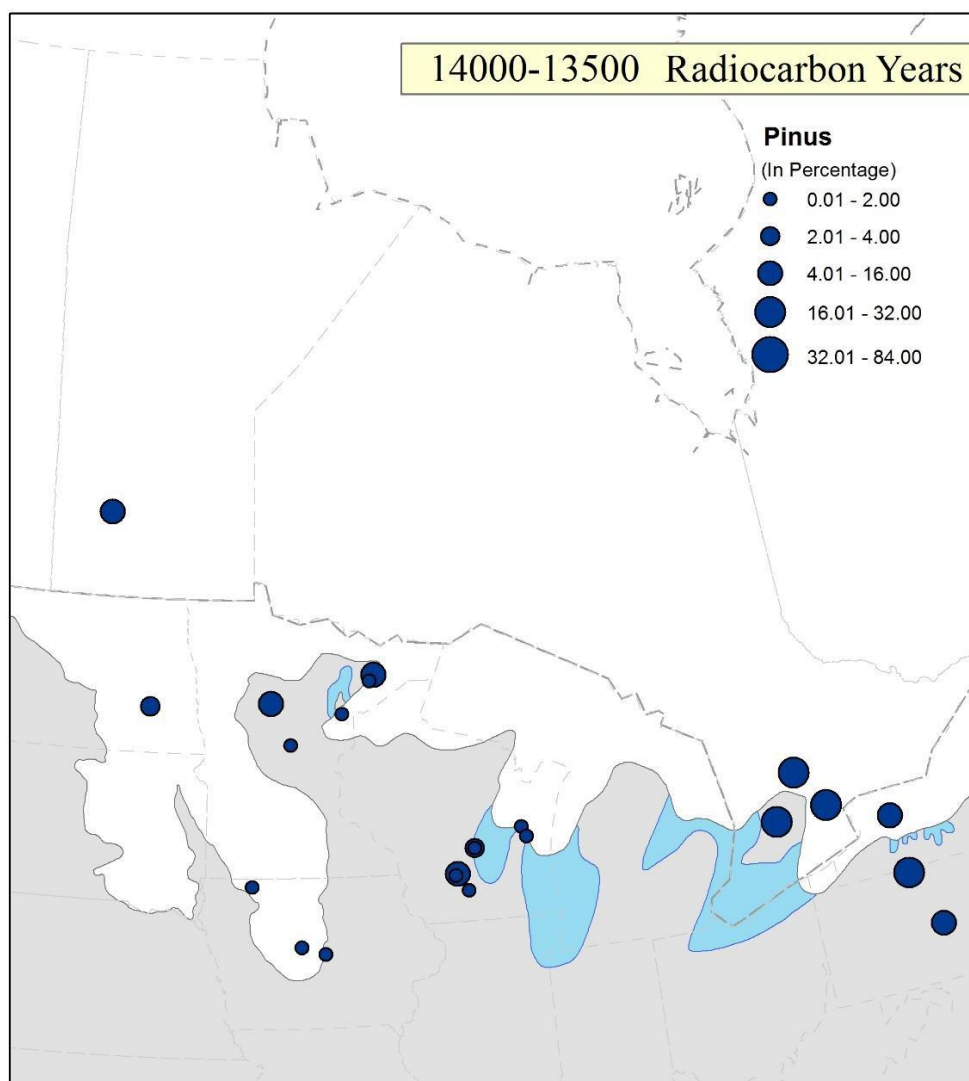 14000-13500 Radiocarbon Years
Pinus
(In Percentage)
0.01 - 2.00
2.01 - 4.00
4.01 - 16.00
16.01 - 32.00
32.01 - 84.00